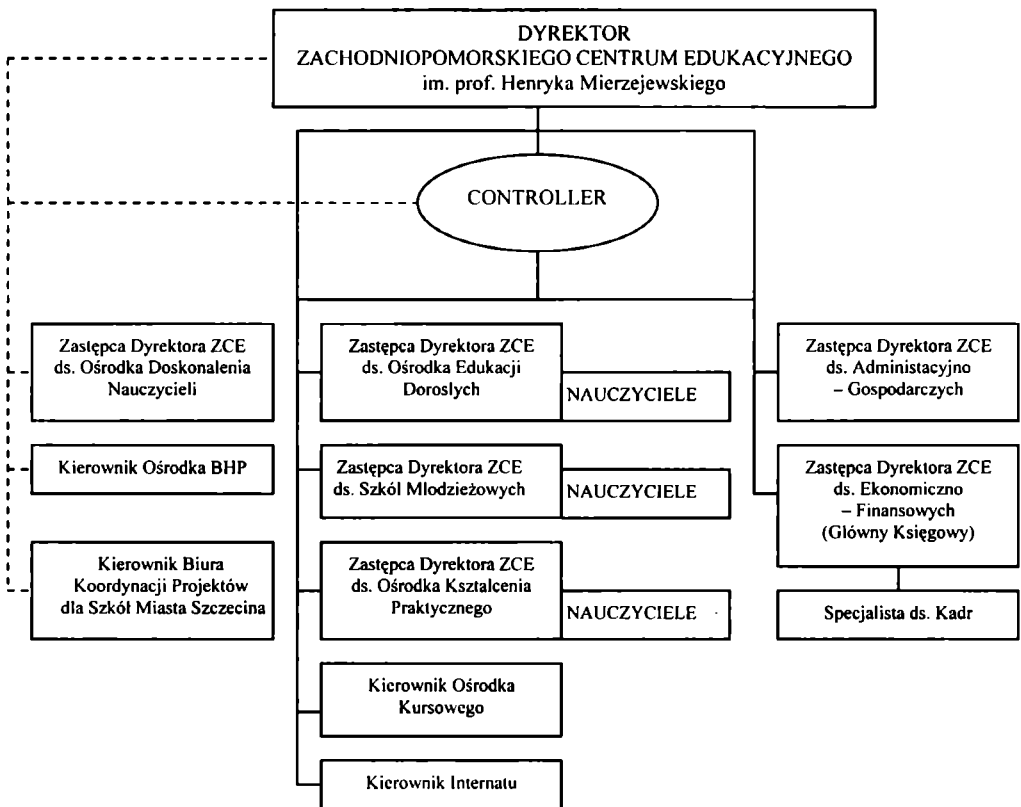 DYREKTOR
ZACHODNIOPOMORSKIEGO CENTRUM EDUKACYJNEGO
im. prof. Henryka Mierzejewskiego
CONTROLLER
Zastępca Dyrektora ZCE
ds. Ośrodka Doskonalenia
Nauczycieli
Kierownik Ośrodka BHP
Kierownik Biura
Koordynacji Projektów
dla Szkół Miasta Szczecina
Zastępca Dyrektora ZCE
ds. Ośrodka Edukacji
Dorosłych
NAUCZYCIELE
Zastępca Dyrektora ZCE
ds. Szkół Młodzieżowych
NAUCZYCIELE
Zastępca Dyrektora ZCE
ds. Ośrodka Kształcenia
Praktycznego
NAUCZYCIELE
Kierownik Ośrodka
Kursowego
Kierownik Internatu
Zastępca Dyrektora ZCE
ds. Administacyjno
– Gospodarczych
Zastępca Dyrektora ZCE
ds. Ekonomiczno
– Finansowych
(Główny Księgowy)
Specjalista ds. Kadr